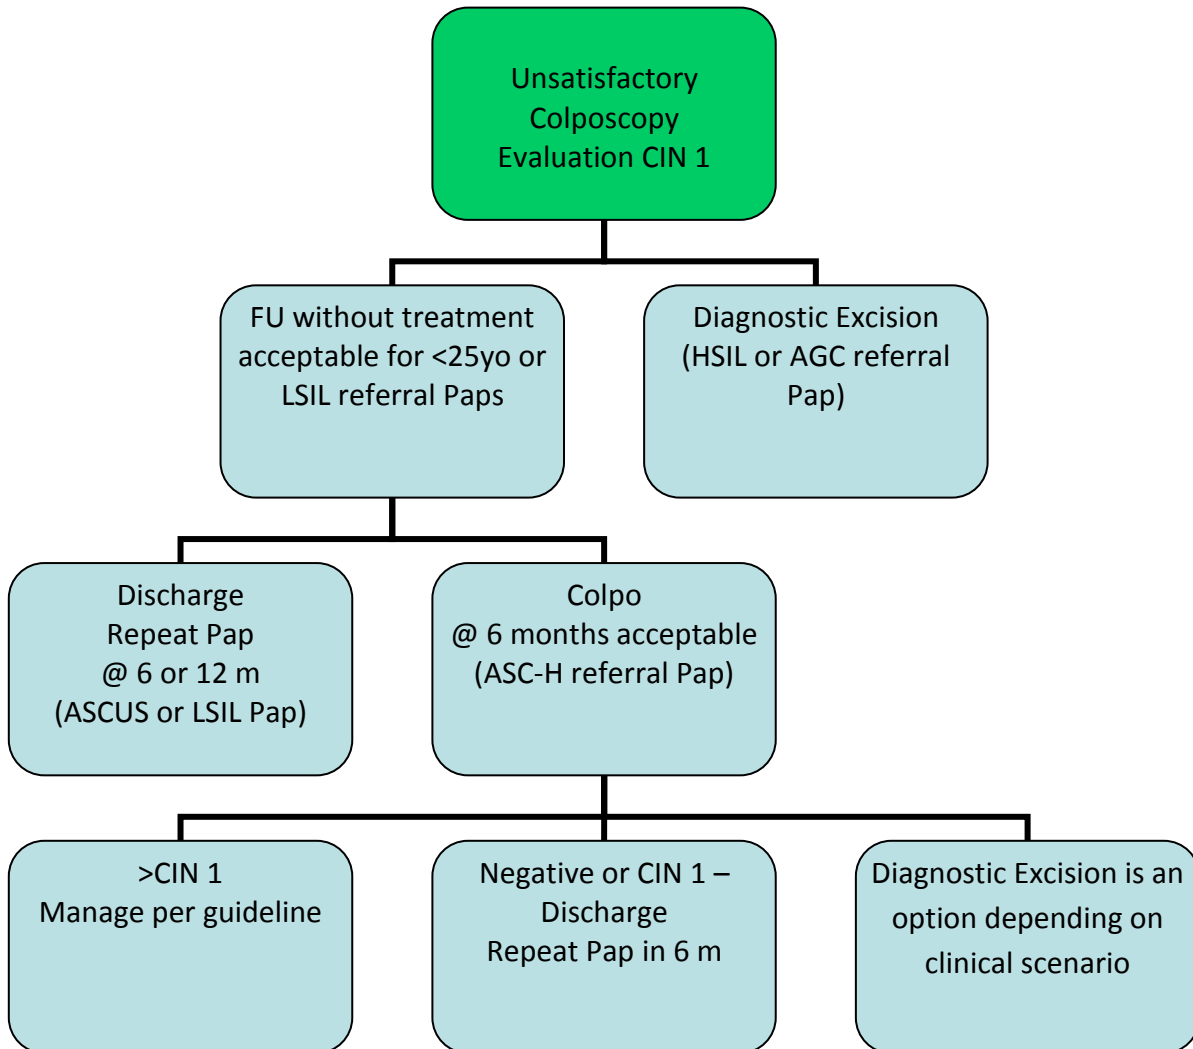 Unsatisfactory
Colposcopy
Evaluation CIN 1
FU without treatment
acceptable for <25yo or
LSIL referral Paps
Diagnostic Excision
(HSIL or AGC referral
Pap)
Discharge
Repeat Pap
@ 6 or 12 m
(ASCUS or LSIL Pap)
Colpo
@ 6 months acceptable
(ASC-H referral Pap)
>CIN 1
Manage per guideline
Negative or CIN 1 –
Discharge
Repeat Pap in 6 m
Diagnostic Excision is an
option depending on
clinical scenario